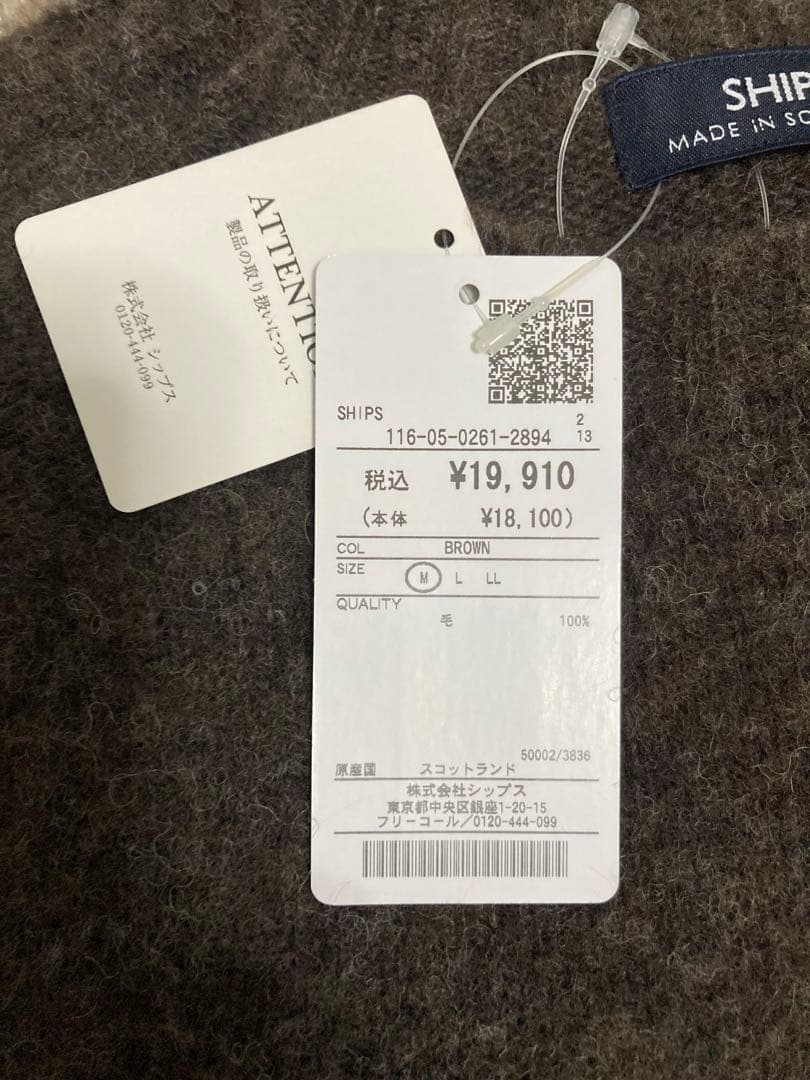 SHIPS
MADE IN
ATTENTION
製品の取り扱いについて
株式会社 シップス
0120-444-099
SHIPS 2
116-05-0261-2894 13
税込 ¥19,910
(本体 ¥18,100)
COL BROWN
SIZE M L LL
QUALITY
毛 100%
50002/3836
原産国 スコットランド
株式会社シップス
東京都中央区銀座1-20-15
フリーコール/0120-444-099